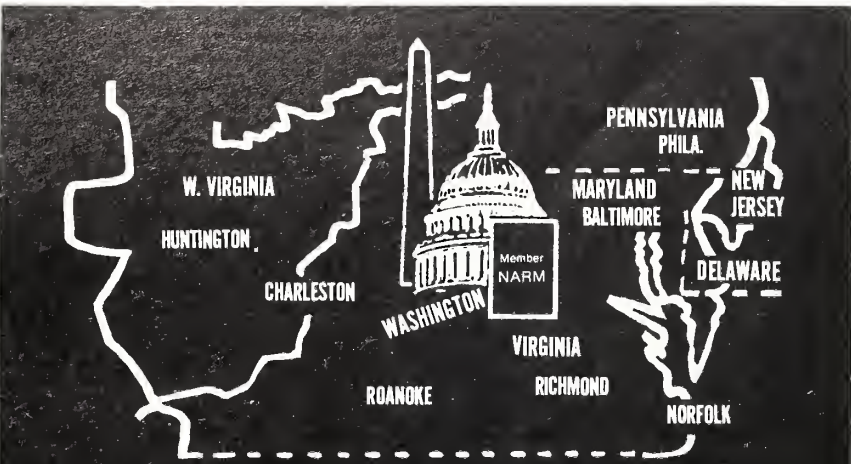 PENNSYLVANIA
PHILA.
W. VIRGINIA
MARYLAND
BALTIMORE
NEW
JERSEY
HUNTINGTON
Member
NARM
DELAWARE
CHARLESTON
WASHINGTON
VIRGINIA
ROANOKE
RICHMOND
NORFOLK